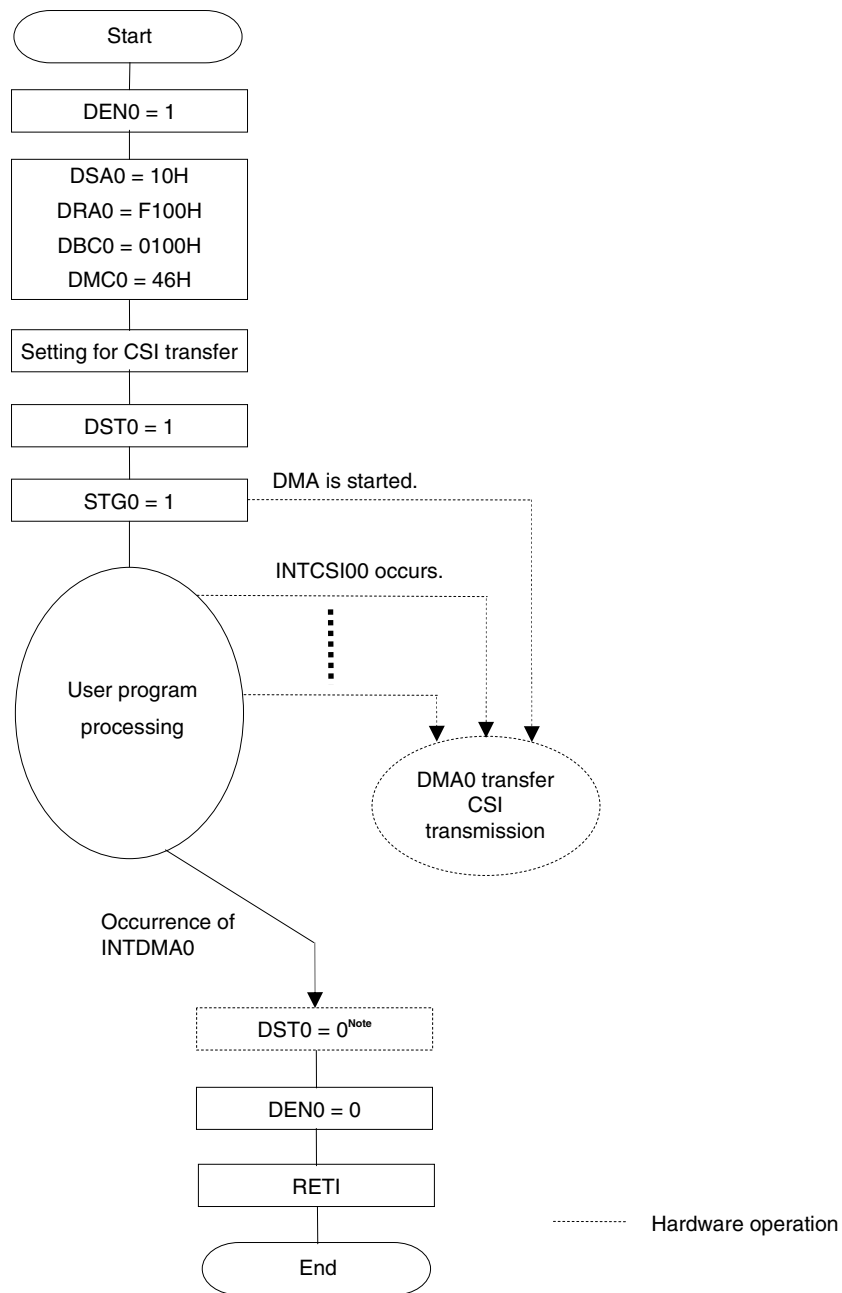 Start
DEN0 = 1
DSA0 = 10H
DRA0 = F100H
DBC0 = 0100H
DMC0 = 46H
Setting for CSI transfer
DST0 = 1
STG0 = 1
DMA is started.
INTCSI00 occurs.
User program
processing
DMA0 transfer
CSI
transmission
Occurrence of
INTDMA0
DST0 = 0Note
DEN0 = 0
RETI
Hardware operation
End